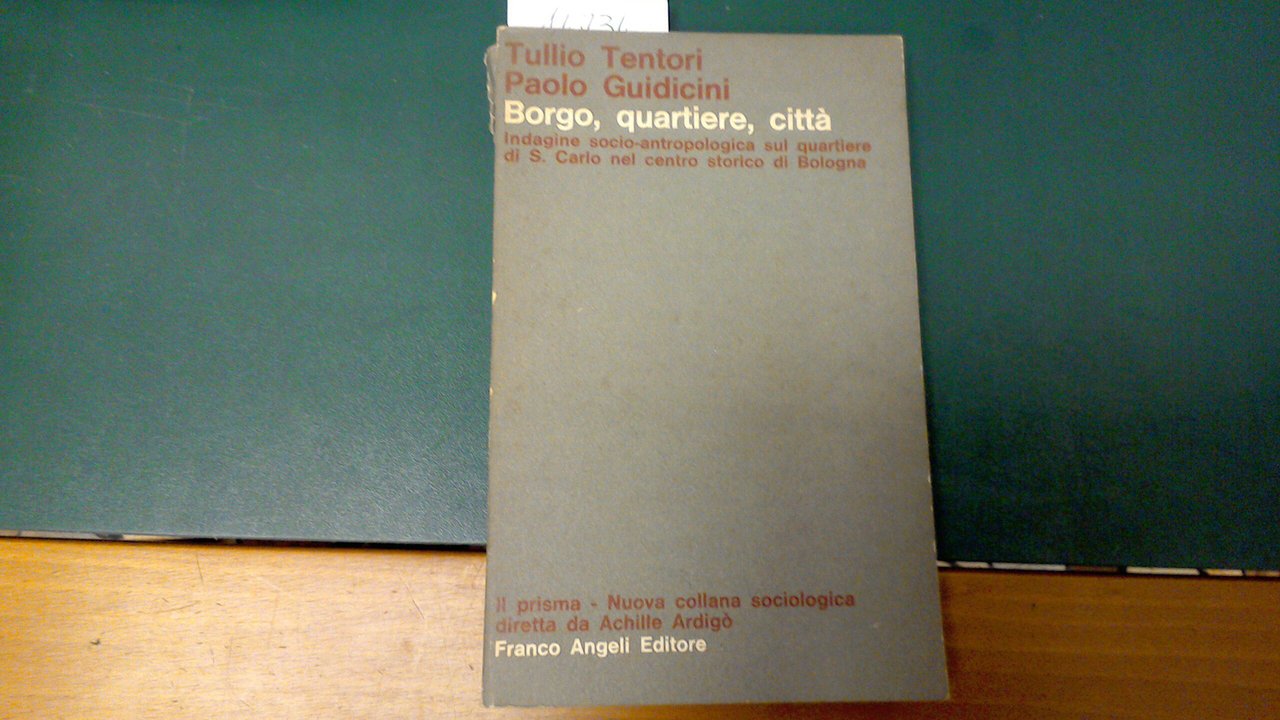 Tullio Tentori
Paolo Guidicini
Borgo, quartiere, città
Indagine socio-antropologica sul quartiere
di S. Carlo nel centro storico di Bologna
Il prisma - Nuova collana sociologica
diretta da Achille Ardigò
Franco Angeli Editore